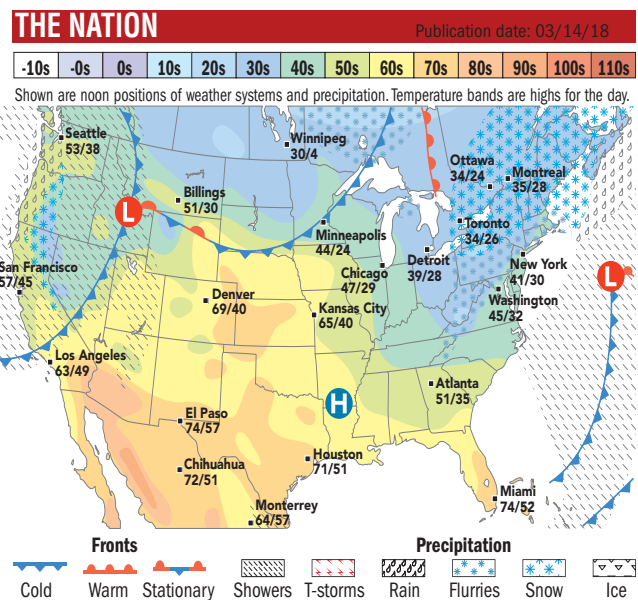 THE NATION
Publication date: 03/14/18
-10s -0s 0s 10s 20s 30s 40s 50s 60s 70s 80s 90s 100s 110s
Shown are noon positions of weather systems and precipitation. Temperature bands are highs for the day.
Seattle
53/38
Winnipeg
30/4
Ottawa
34/24
Montreal
35/28
Billings
51/30
L
Minneapolis
44/24
Toronto
34/26
Detroit
39/28
New York
41/30
L
San Francisco
57/45
Chicago
47/29
Washington
45/32
Denver
69/40
Kansas City
65/40
Los Angeles
63/49
Atlanta
51/35
H
El Paso
74/57
Houston
71/51
Chihuahua
72/51
Miami
74/52
Monterrey
64/57
Fronts
Precipitation
Cold Warm Stationary Showers T-storms Rain Flurries Snow Ice